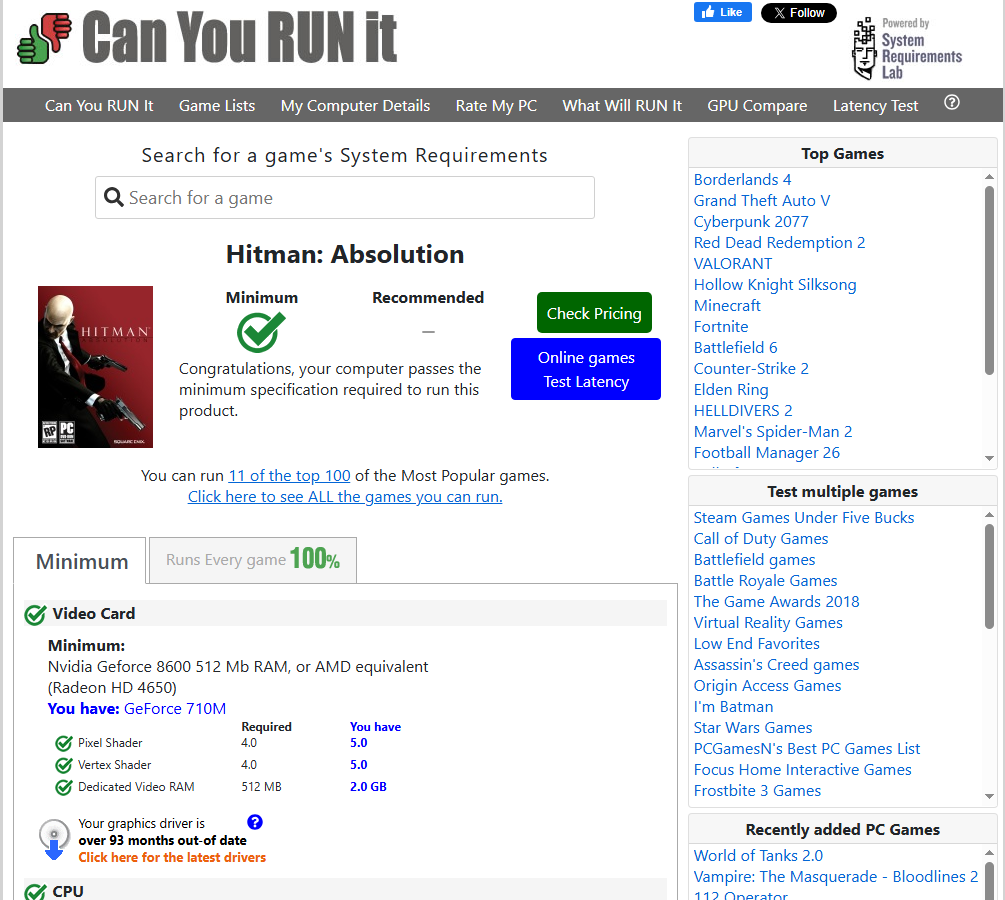 Can You RUN it
Like
Follow
Powered by
System
Requirements
Lab
Can You RUN It
Game Lists
My Computer Details
Rate My PC
What Will RUN It
GPU Compare
Latency Test
Search for a game's System Requirements
Search for a game
Hitman: Absolution
HITMAN
ABSOLUTION
RP
PC
SQUARE ENIX.
Minimum
Recommended
—
Congratulations, your computer passes the
minimum specification required to run this
product.
Check Pricing
Online games
Test Latency
You can run 11 of the top 100 of the Most Popular games.
Click here to see ALL the games you can run.
Minimum
Runs Every game 100%
Video Card
Minimum:
Nvidia Geforce 8600 512 Mb RAM, or AMD equivalent
(Radeon HD 4650)
You have: GeForce 710M
Required You have
Pixel Shader 4.0 5.0
Vertex Shader 4.0 5.0
Dedicated Video RAM 512 MB 2.0 GB
Your graphics driver is
over 93 months out-of date
Click here for the latest drivers
CPU
Top Games
Borderlands 4
Grand Theft Auto V
Cyberpunk 2077
Red Dead Redemption 2
VALORANT
Hollow Knight Silksong
Minecraft
Fortnite
Battlefield 6
Counter-Strike 2
Elden Ring
HELLDIVERS 2
Marvel's Spider-Man 2
Football Manager 26
Test multiple games
Steam Games Under Five Bucks
Call of Duty Games
Battlefield games
Battle Royale Games
The Game Awards 2018
Virtual Reality Games
Low End Favorites
Assassin's Creed games
Origin Access Games
I'm Batman
Star Wars Games
PCGamesN's Best PC Games List
Focus Home Interactive Games
Frostbite 3 Games
Recently added PC Games
World of Tanks 2.0
Vampire: The Masquerade - Bloodlines 2
112 Operator